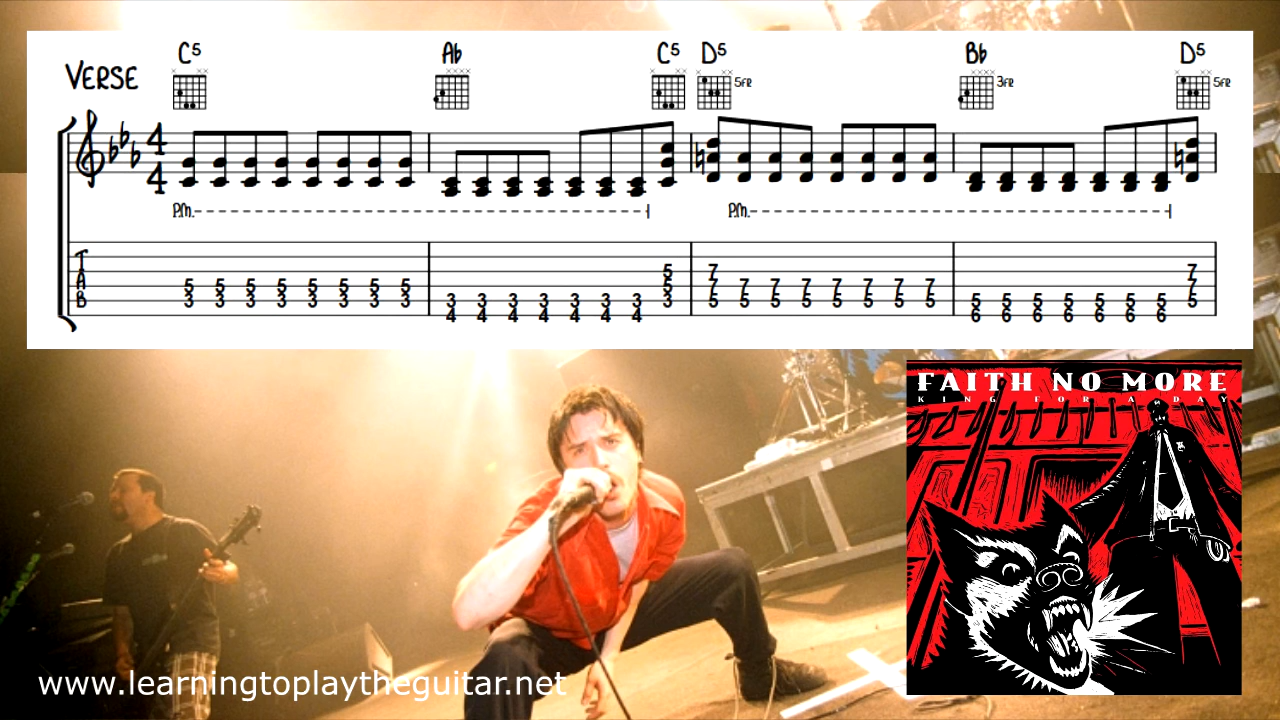 C5 Ab C5 D5 Bb D5
VERSE
5FR 3FR 5FR
4
4
P.M. P.M.
T
A
B
5 7 7
5 5 5 5 5 5 5 5 5 7 7 7 7 7 7 7 7 7
3 3 3 3 3 3 3 3 3 3 3 3 3 3 3 3 5 5 5 5 5 5 5 5 5 5 5 5 5 5 5 5
4 4 4 4 4 4 4 6 6 6 6 6 6 6
FAITH NO MORE
KING FOR A DAY
www.learningtoplaytheguitar.net